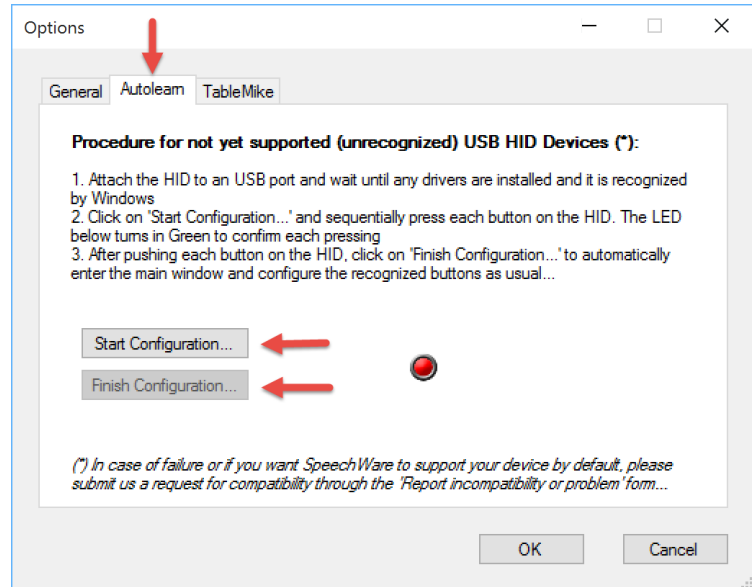 Options
General Autolearn TableMike
Procedure for not yet supported (unrecognized) USB HID Devices (*):
1. Attach the HID to an USB port and wait until any drivers are installed and it is recognized
by Windows
2. Click on 'Start Configuration...' and sequentially press each button on the HID. The LED
below turns in Green to confirm each pressing
3. After pushing each button on the HID, click on 'Finish Configuration...' to automatically
enter the main window and configure the recognized buttons as usual...
Start Configuration...
Finish Configuration...
(*) In case of failure or if you want SpeechWare to support your device by default, please
submit us a request for compatibility through the 'Report incompatibility or problem' form...
OK Cancel